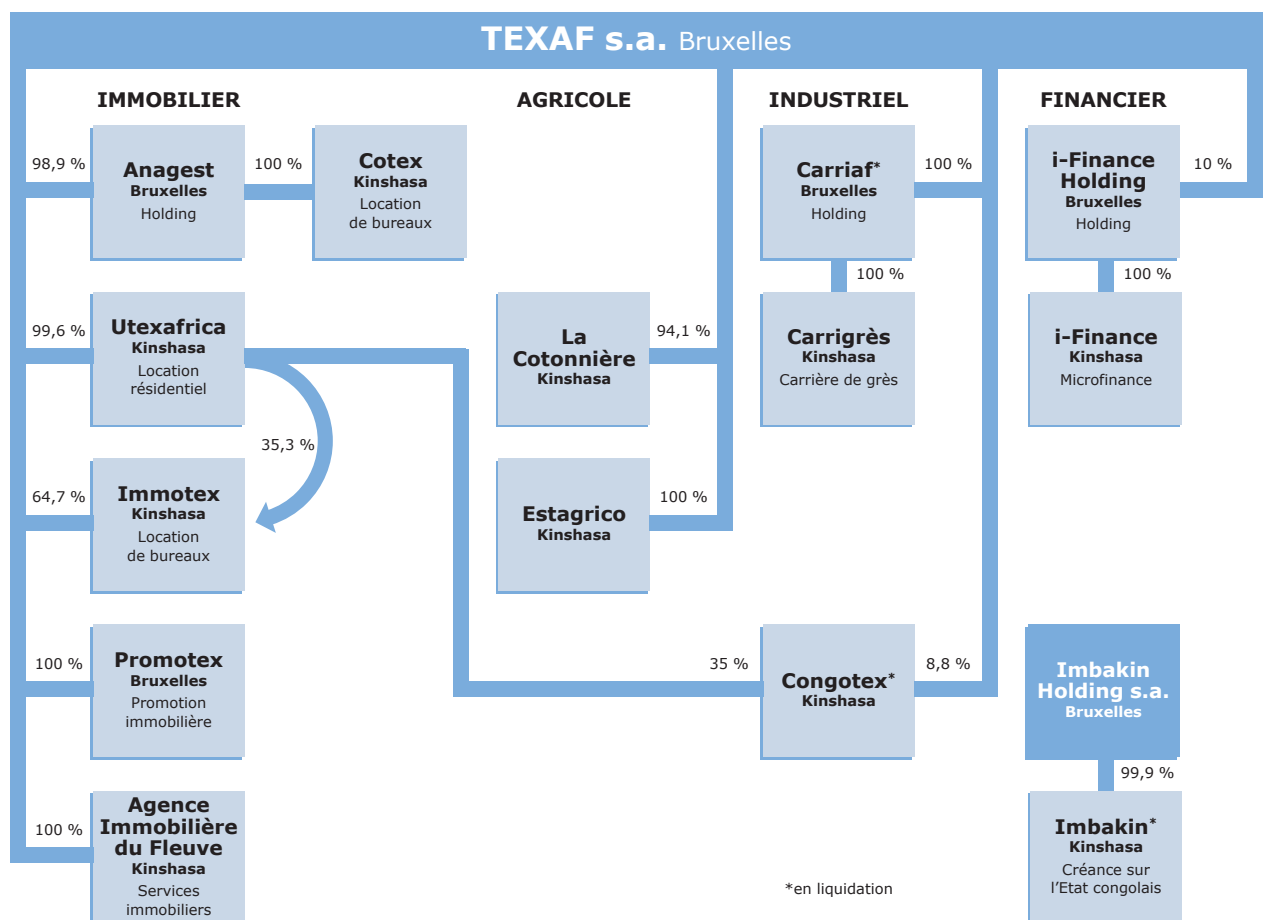 TEXAF s.a. Bruxelles
IMMOBILIER
98,9 %
Anagest
Bruxelles
Holding
100 %
Cotex
Kinshasa
Location
de bureaux
99,6 %
Utexafrica
Kinshasa
Location
résidentiel
35,3 %
64,7 %
Immotex
Kinshasa
Location
de bureaux
100 %
Promotex
Bruxelles
Promotion
immobilière
100 %
Agence
Immobilière
du Fleuve
Kinshasa
Services
immobiliers
AGRICOLE
La
Cotonnière
Kinshasa
94,1 %
Estagrico
Kinshasa
100 %
INDUSTRIEL
Carriaf*
Bruxelles
Holding
100 %
100 %
Carrigrès
Kinshasa
Carrière de grès
35 %
Congotex*
Kinshasa
8,8 %
FINANCIER
i-Finance
Holding
Bruxelles
Holding
10 %
100 %
i-Finance
Kinshasa
Microfinance
Imbakin
Holding s.a.
Bruxelles
99,9 %
Imbakin*
Kinshasa
Créance sur
l'Etat congolais
*en liquidation